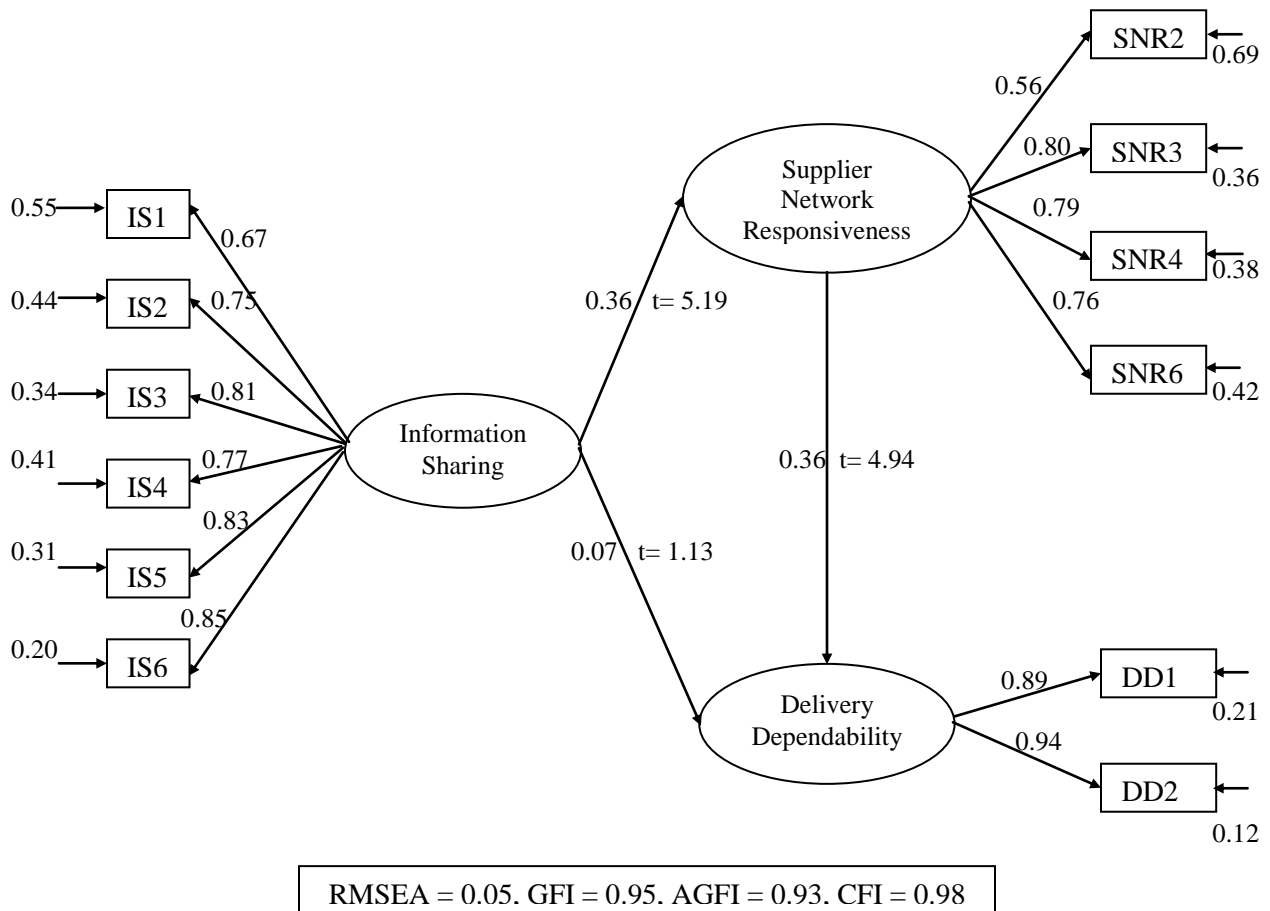 SNR2
0.69
0.56
0.80
SNR3
0.36
Supplier
Network
Responsiveness
0.79
SNR4
0.38
0.76
SNR6
0.42
0.55
IS1
0.67
0.44
IS2
0.75
0.34
IS3
0.81
0.41
IS4
0.77
0.31
IS5
0.83
0.20
IS6
0.85
Information
Sharing
0.36 t= 5.19
0.36 t= 4.94
0.07 t= 1.13
Delivery
Dependability
0.89
DD1
0.21
0.94
DD2
0.12
RMSEA = 0.05, GFI = 0.95, AGFI = 0.93, CFI = 0.98